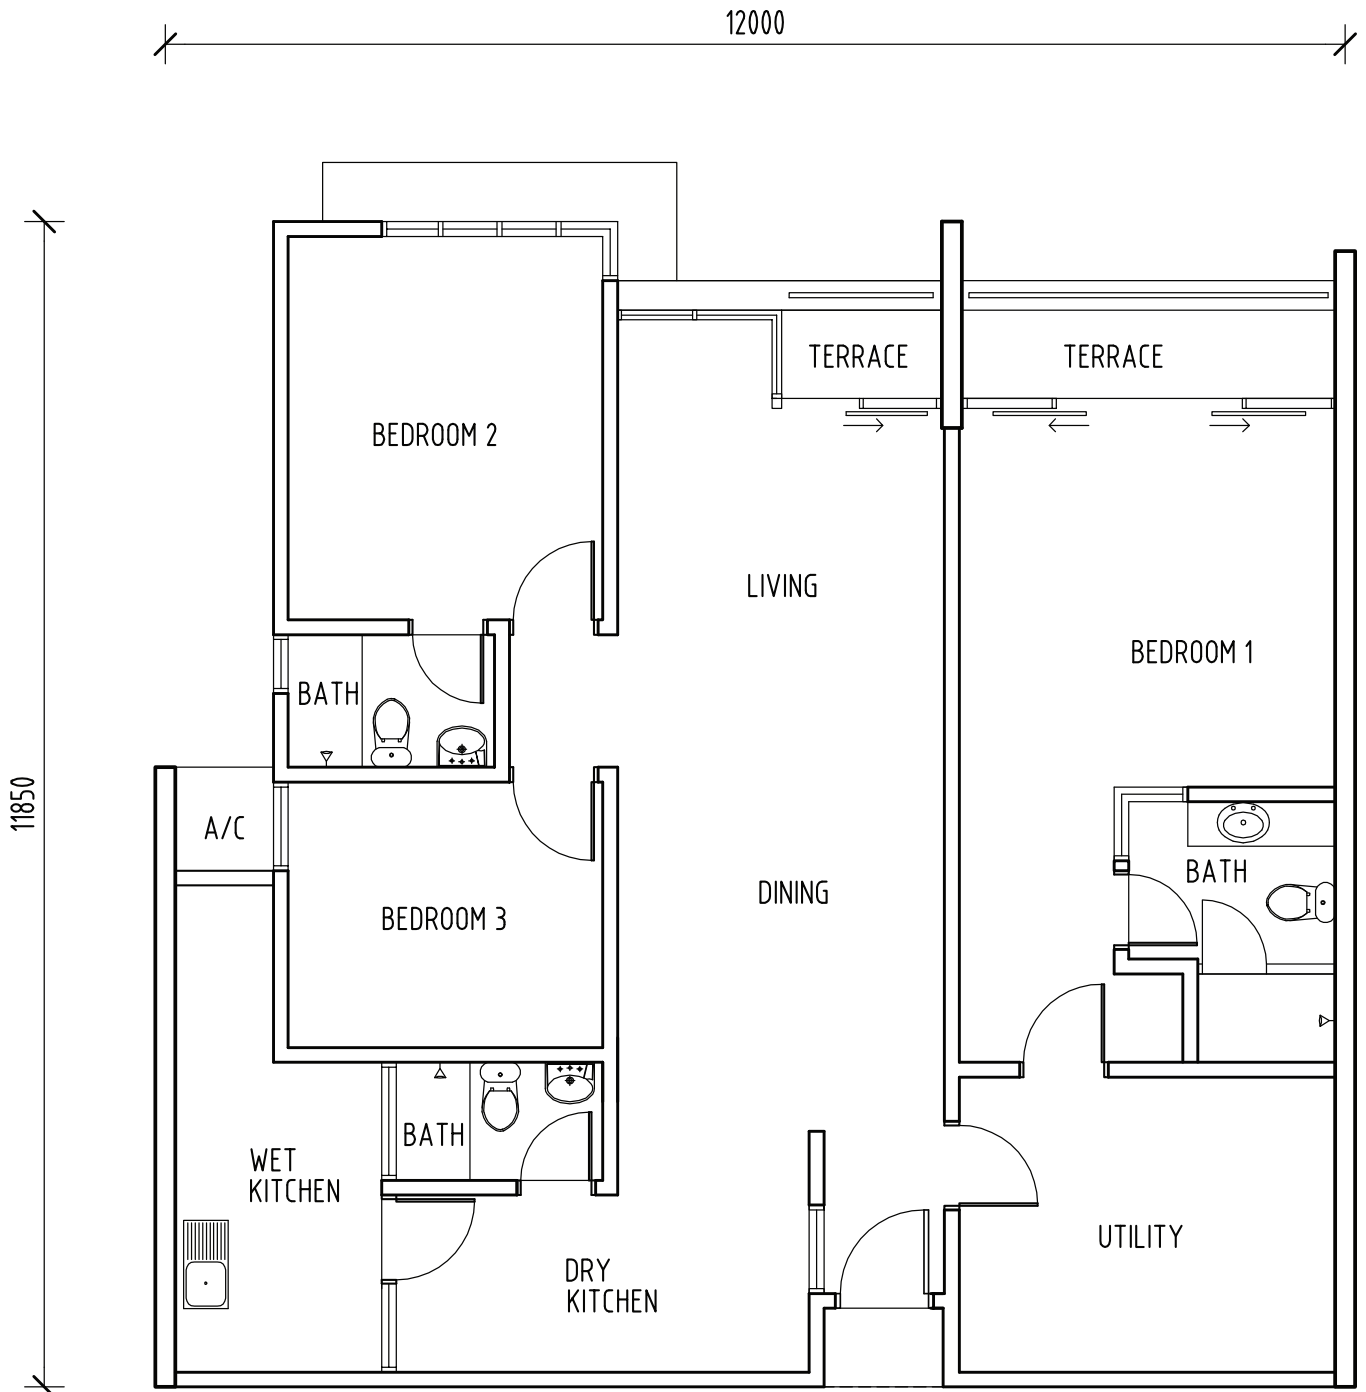 12000
TERRACE
TERRACE
BEDROOM 2
LIVING
BEDROOM 1
BATH
11850
A/C
BATH
DINING
BEDROOM 3
BATH
WET
KITCHEN
UTILITY
DRY
KITCHEN